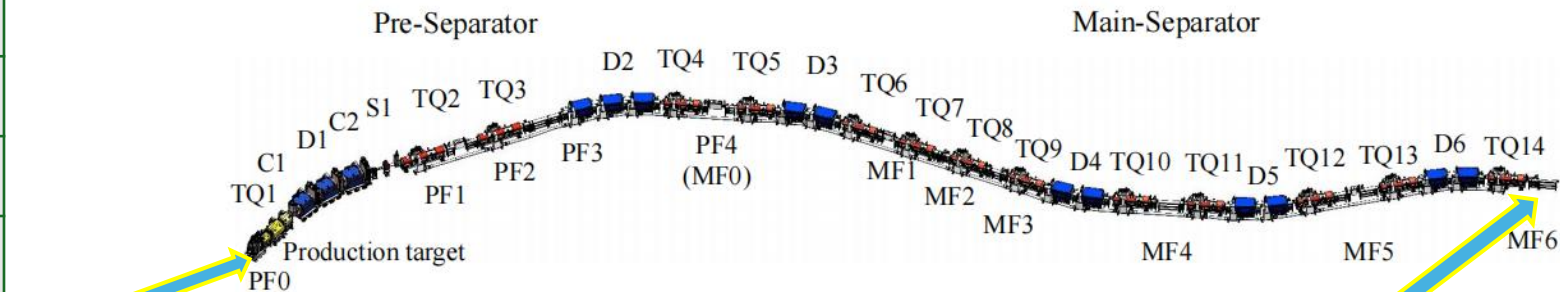 Pre-Separator
Main-Separator
TQ1
C1
D1
C2
S1
TQ2
TQ3
D2
TQ4
TQ5
D3
TQ6
TQ7
TQ8
TQ9
D4
TQ10
TQ11
D5
TQ12
TQ13
D6
TQ14
Production target
PF0
PF1
PF2
PF3
PF4
(MF0)
MF1
MF2
MF3
MF4
MF5
MF6